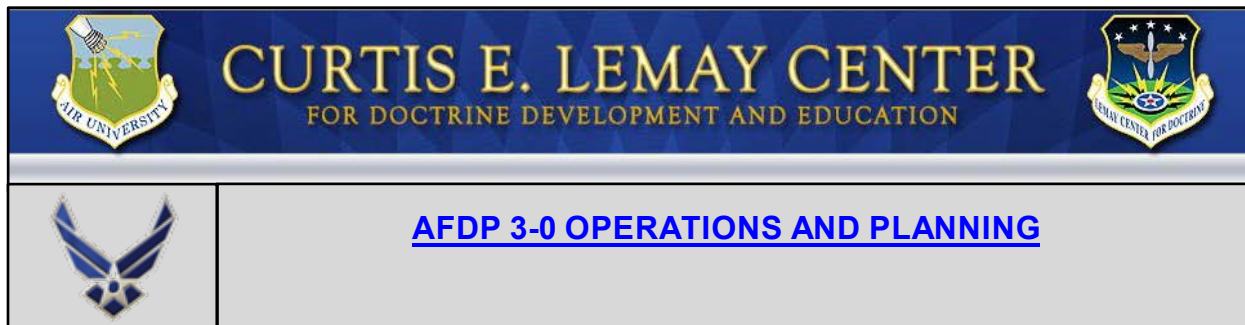 CURTIS E. LEMAY CENTER
FOR DOCTRINE DEVELOPMENT AND EDUCATION
AIR UNIVERSITY
LEMAY CENTER FOR DOCTRINE
AFDP 3-0 OPERATIONS AND PLANNING